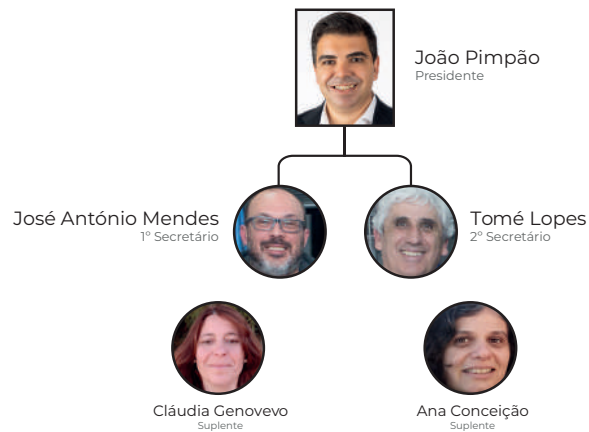 João Pimpão
Presidente
José António Mendes
1º Secretário
Tomé Lopes
2º Secretário
Cláudia Genovevo
Suplente
Ana Conceição
Suplente